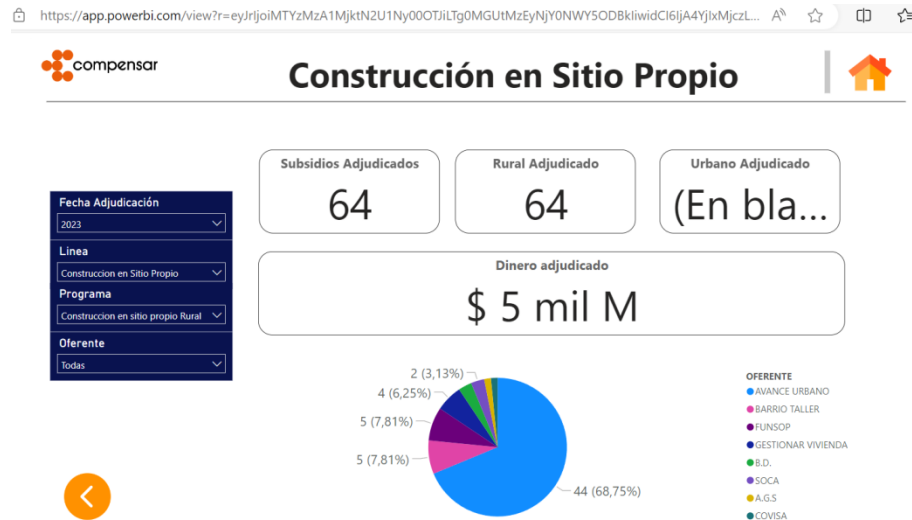 https://app.powerbi.com/view?r=eyJrIjoiMTYzMzA1MjktN2U1Ny00OTJiLTg0MGUtMzEyNjY0NWY5ODBkIiwidCI6IjA4YjIxMjczL...
compensar
Construcción en Sitio Propio
Subsidios Adjudicados
64
Rural Adjudicado
64
Urbano Adjudicado
(En bla...
Fecha Adjudicación
2023
Linea
Construccion en Sitio Propio
Programa
Construccion en sitio propio Rural
Oferente
Todas
Dinero adjudicado
$ 5 mil M
2 (3,13%)
4 (6,25%)
5 (7,81%)
5 (7,81%)
44 (68,75%)
OFERENTE
AVANCE URBANO
BARRIO TALLER
FUNSOP
GESTIONAR VIVIENDA
B.D.
SOCA
A.G.S
COVISA